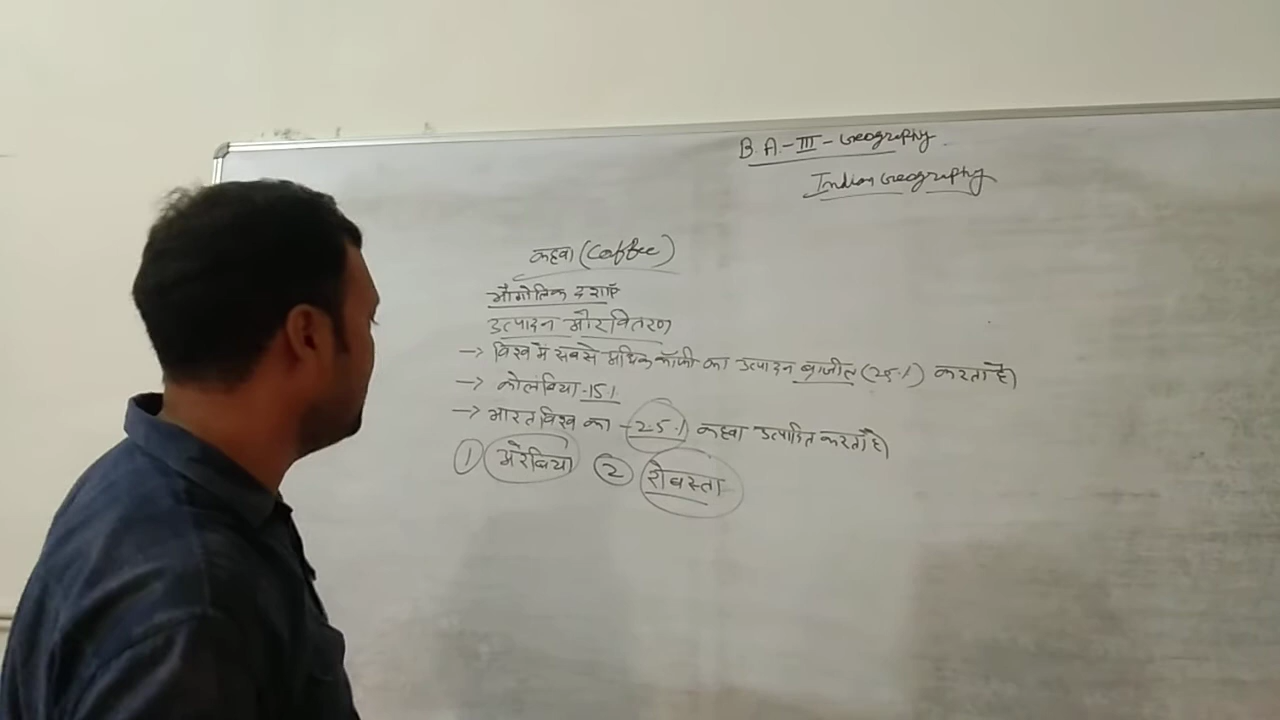 B.A.-III-Geography
Indian Geography
कहवा (Coffee)
भौगोलिक दशाएँ
उत्पादन और वितरण
→ विश्व में सबसे अधिक कॉफी का उत्पादन ब्राजील (25%) करता है।
→ कोलंबिया-15%
→ भारत विश्व का -2.5% कहवा उत्पादित करता है।
① अरेबिया ② रोबस्ता